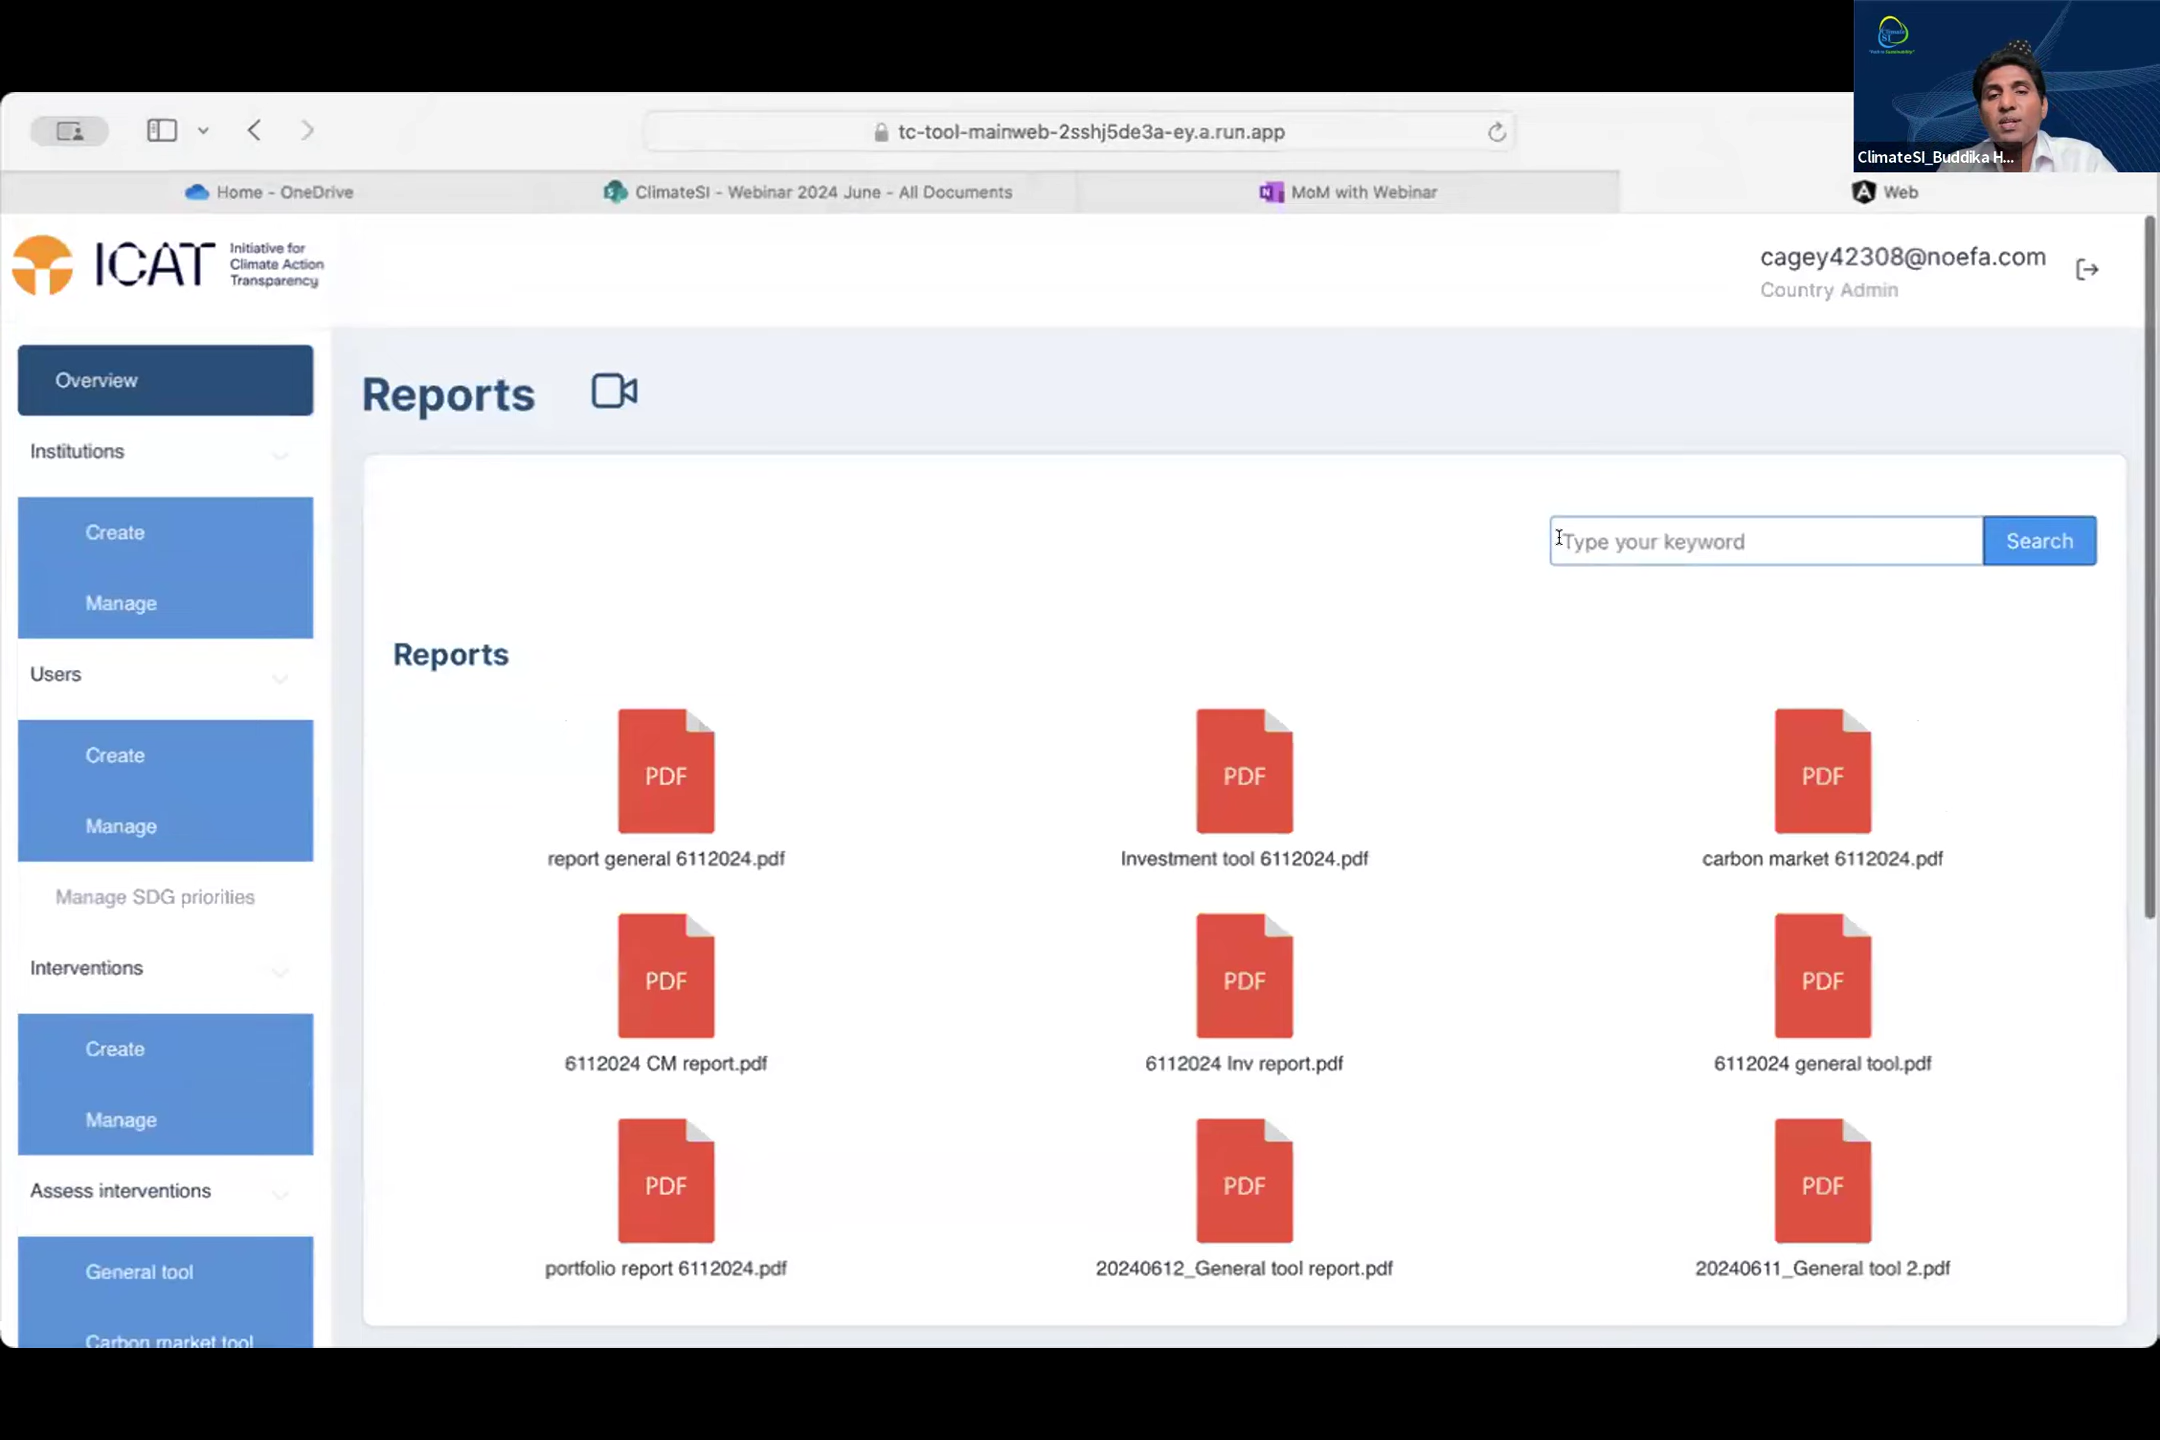 tc-tool-mainweb-2sshj5de3a-ey.a.run.app
ClimateSI_Buddika H...
Home - OneDrive
ClimateSI - Webinar 2024 June - All Documents
MoM with Webinar
Web
ICAT
Initiative for
Climate Action
Transparency
cagey42308@noefa.com
Country Admin
Overview
Institutions
Create
Manage
Users
Create
Manage
Manage SDG priorities
Interventions
Create
Manage
Assess interventions
General tool
Carbon market tool
Reports
Type your keyword
Search
Reports
PDF
PDF
PDF
report general 6112024.pdf
Investment tool 6112024.pdf
carbon market 6112024.pdf
PDF
PDF
PDF
6112024 CM report.pdf
6112024 Inv report.pdf
6112024 general tool.pdf
PDF
PDF
PDF
portfolio report 6112024.pdf
20240612_General tool report.pdf
20240611_General tool 2.pdf